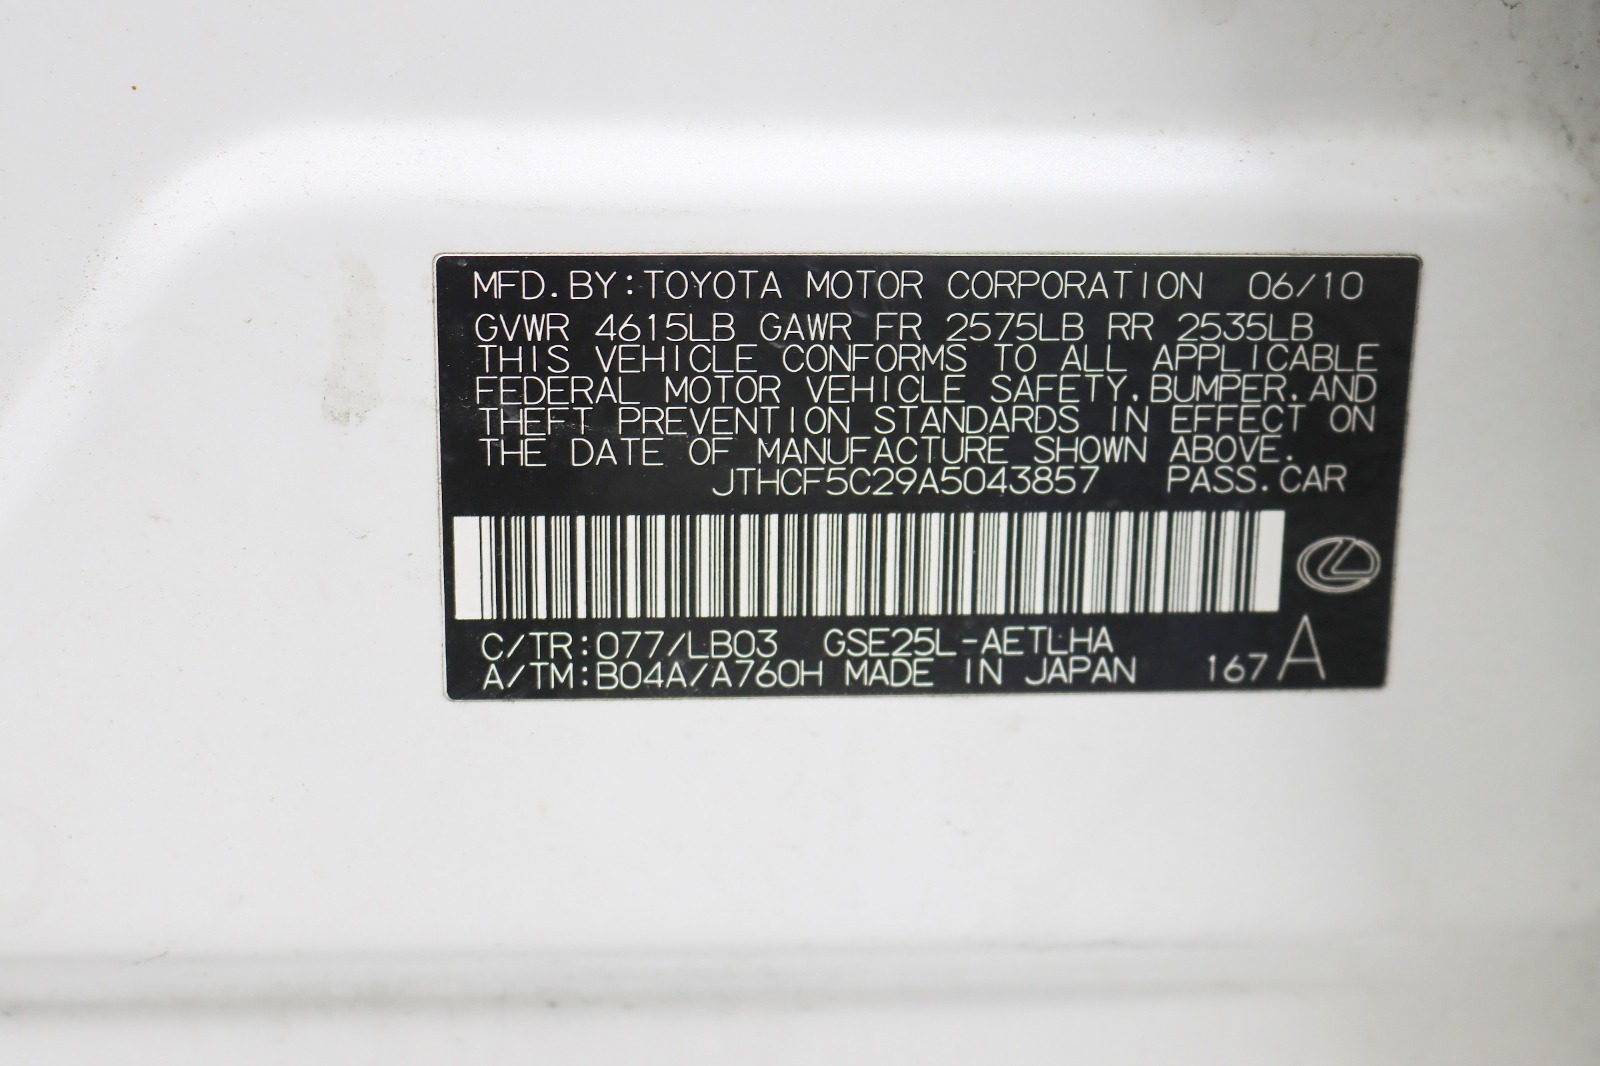 MFD.BY:TOYOTA MOTOR CORPORATION 06/10
GVWR 4615LB GAWR FR 2575LB RR 2535LB
THIS VEHICLE CONFORMS TO ALL APPLICABLE
FEDERAL MOTOR VEHICLE SAFETY,BUMPER,AND
THEFT PREVENTION STANDARDS IN EFFECT ON
THE DATE OF MANUFACTURE SHOWN ABOVE.
JTHCF5C29A5043857 PASS.CAR
C/TR:077/LB03 GSE25L-AETLHA
A/TM:B04A/A760H MADE IN JAPAN 167 A